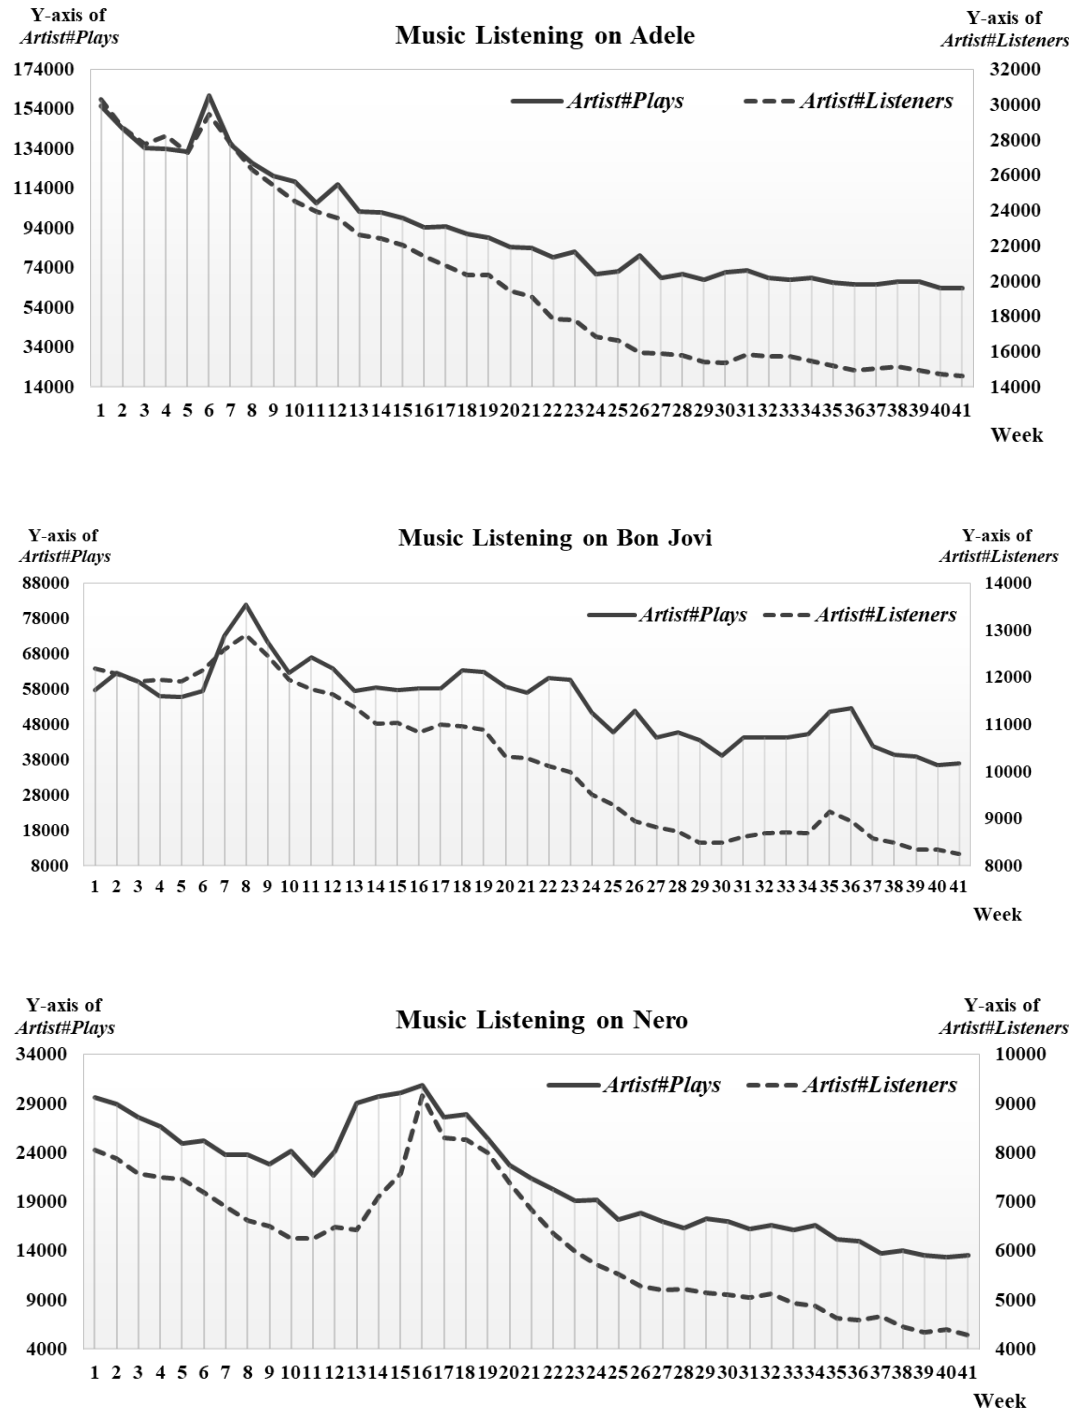 Y-axis of
Artist#Plays
Music Listening on Adele
Y-axis of
Artist#Listeners
174000
154000
134000
114000
94000
74000
54000
34000
14000
Artist#Plays Artist#Listeners
32000
30000
28000
26000
24000
22000
20000
18000
16000
14000
1 2 3 4 5 6 7 8 9 10 11 12 13 14 15 16 17 18 19 20 21 22 23 24 25 26 27 28 29 30 31 32 33 34 35 36 37 38 39 40 41
Week
Y-axis of
Artist#Plays
Music Listening on Bon Jovi
Y-axis of
Artist#Listeners
88000
78000
68000
58000
48000
38000
28000
18000
8000
Artist#Plays Artist#Listeners
14000
13000
12000
11000
10000
9000
8000
1 2 3 4 5 6 7 8 9 10 11 12 13 14 15 16 17 18 19 20 21 22 23 24 25 26 27 28 29 30 31 32 33 34 35 36 37 38 39 40 41
Week
Y-axis of
Artist#Plays
Music Listening on Nero
Y-axis of
Artist#Listeners
34000
29000
24000
19000
14000
9000
4000
Artist#Plays Artist#Listeners
10000
9000
8000
7000
6000
5000
4000
1 2 3 4 5 6 7 8 9 10 11 12 13 14 15 16 17 18 19 20 21 22 23 24 25 26 27 28 29 30 31 32 33 34 35 36 37 38 39 40 41
Week